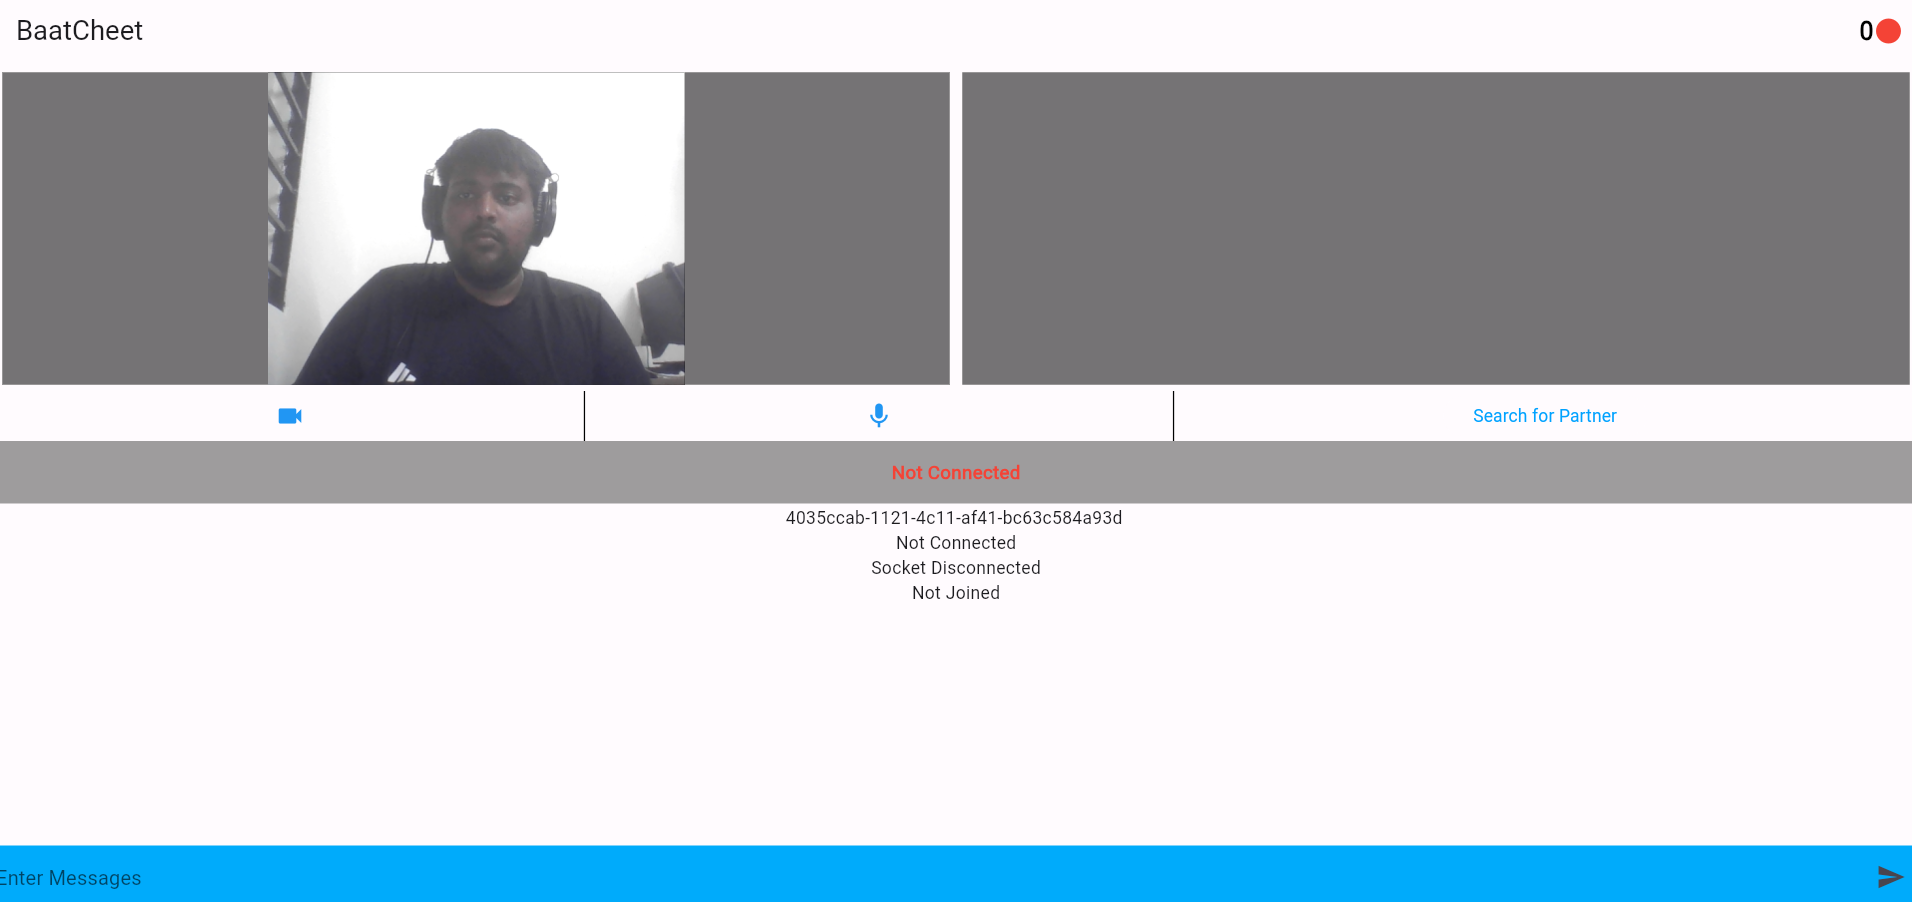 BaatCheet
0
Search for Partner
Not Connected
4035ccab-1121-4c11-af41-bc63c584a93d
Not Connected
Socket Disconnected
Not Joined
Enter Messages